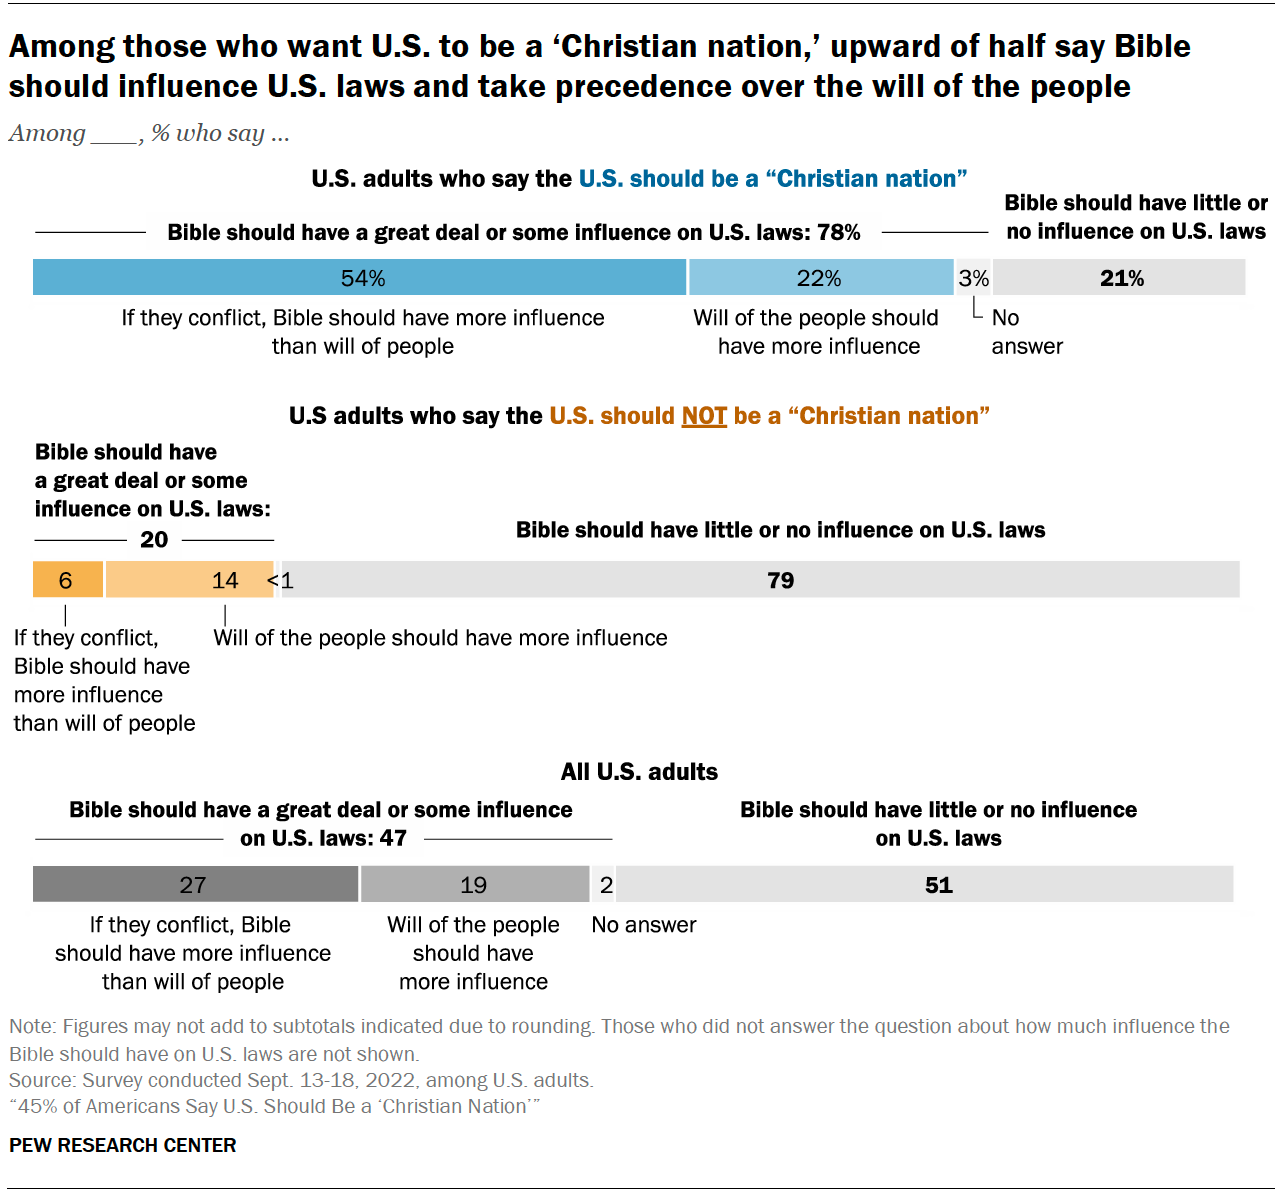 Among those who want U.S. to be a ‘Christian nation,’ upward of half say Bible
should influence U.S. laws and take precedence over the will of the people
Among ___, % who say ...
U.S. adults who say the U.S. should be a “Christian nation”
Bible should have a great deal or some influence on U.S. laws: 78%
Bible should have little or
no influence on U.S. laws
54%
22%
3%
21%
If they conflict, Bible should have more influence
than will of people
Will of the people should
have more influence
No
answer
U.S adults who say the U.S. should NOT be a “Christian nation”
Bible should have
a great deal or some
influence on U.S. laws:
20
Bible should have little or no influence on U.S. laws
6
14
<1
79
If they conflict,
Bible should have
more influence
than will of people
Will of the people should have more influence
All U.S. adults
Bible should have a great deal or some influence
on U.S. laws: 47
Bible should have little or no influence
on U.S. laws
27
19
2
51
If they conflict, Bible
should have more influence
than will of people
Will of the people
should have
more influence
No answer
Note: Figures may not add to subtotals indicated due to rounding. Those who did not answer the question about how much influence the
Bible should have on U.S. laws are not shown.
Source: Survey conducted Sept. 13-18, 2022, among U.S. adults.
“45% of Americans Say U.S. Should Be a ‘Christian Nation’”
PEW RESEARCH CENTER